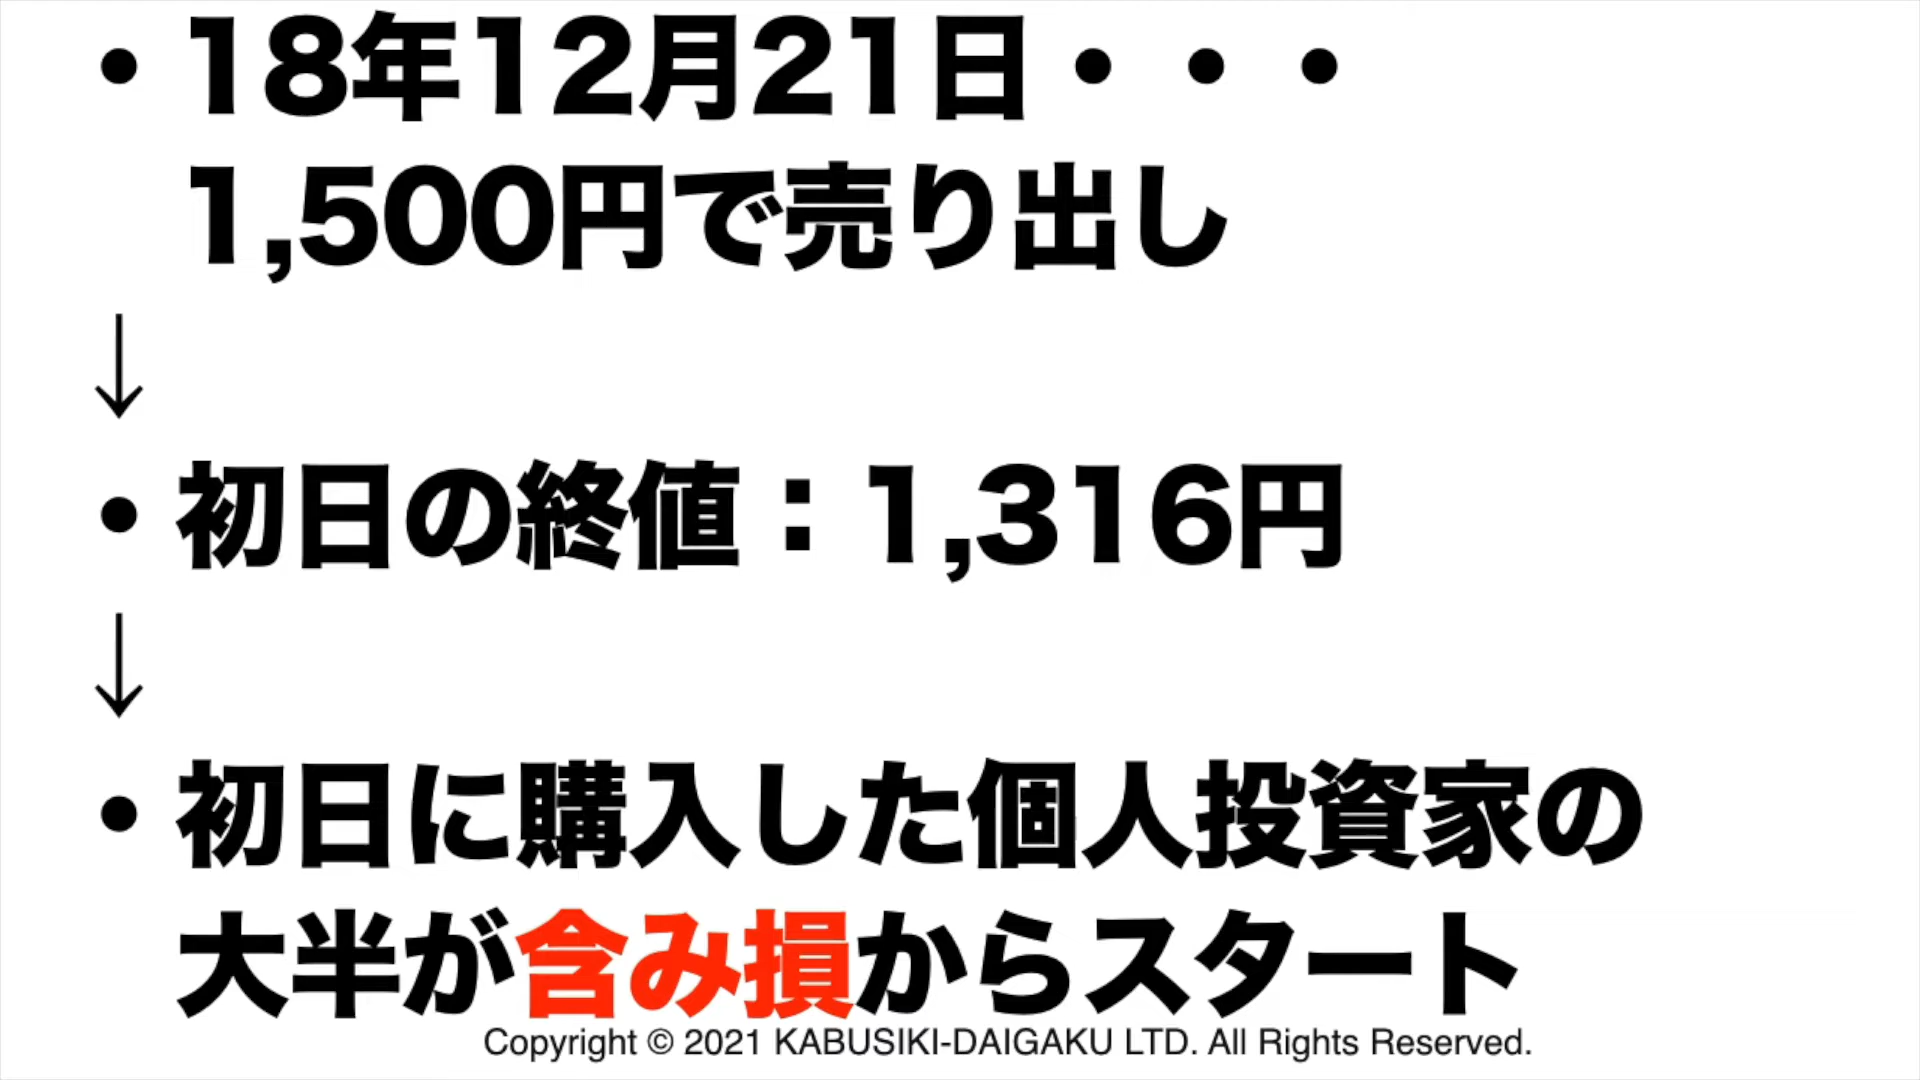 ・18年12月21日・・・
1,500円で売り出し
↓
・初日の終値：1,316円
↓
・初日に購入した個人投資家の
大半が含み損からスタート
Copyright © 2021 KABUSIKI-DAIGAKU LTD. All Rights Reserved.